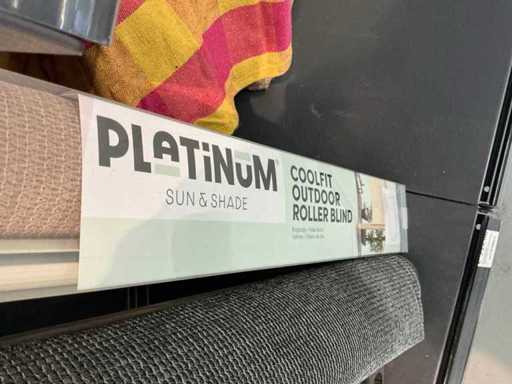 PLATINUM
SUN & SHADE
COOLFIT
OUTDOOR
ROLLER BLIND